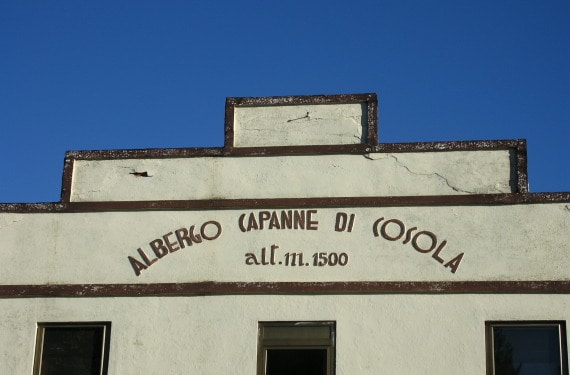 ALBERGO CAPANNE DI COSOLA
alt. m. 1500